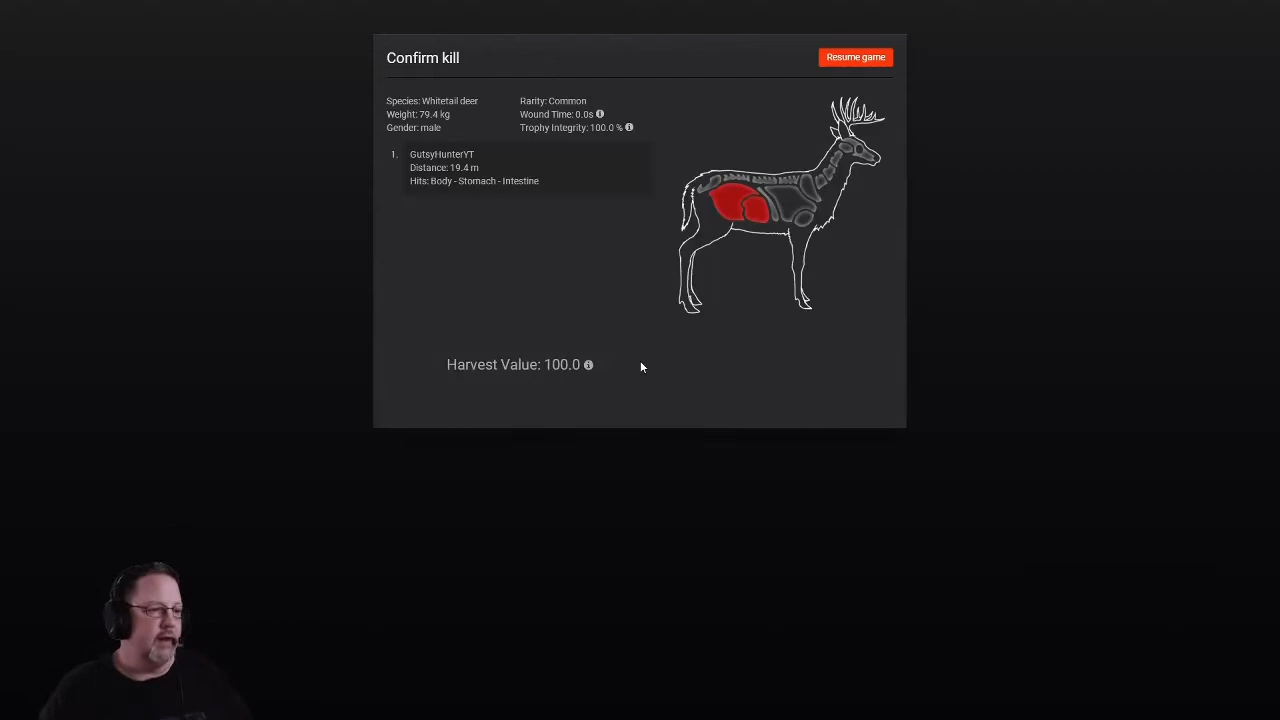 Confirm kill
Resume game
Species: Whitetail deer
Rarity: Common
Weight: 79.4 kg
Wound Time: 0.0s
Gender: male
Trophy Integrity: 100.0 %
1. GutsyHunterYT
Distance: 19.4 m
Hits: Body - Stomach - Intestine
Harvest Value: 100.0